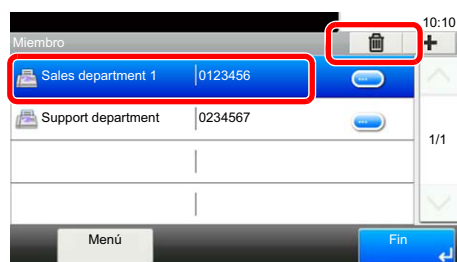 10:10
Miembro
Sales department 1 0123456
Support department 0234567
1/1
Menú Fin